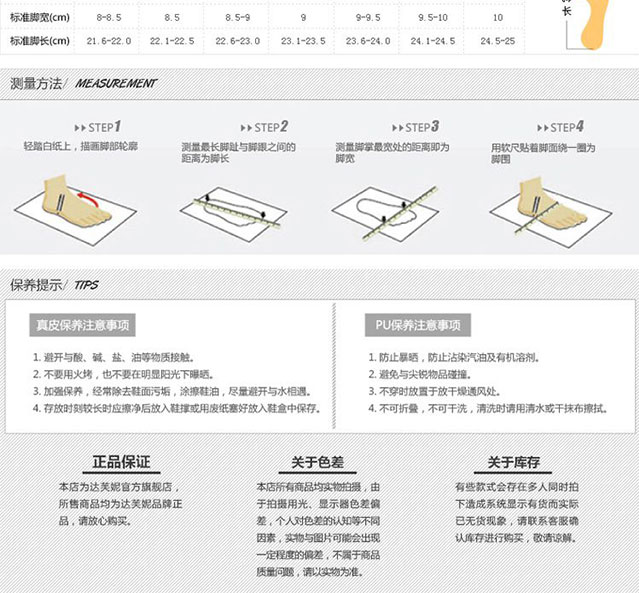 标准脚宽(cm) 8-8.5 8.5 8.5-9 9 9-9.5 9.5-10 10
标准脚长(cm) 21.6-22.0 22.1-22.5 22.6-23.0 23.1-23.5 23.6-24.0 24.1-24.5 24.5-25
长
测量方法/ MEASUREMENT
STEP1
轻踏白纸上，描画脚部轮廓
STEP2
测量最长脚趾与脚跟之间的
距离为脚长
STEP3
测量脚掌最宽处的距离即为
脚宽
STEP4
用软尺贴着脚面绕一圈为
脚围
保养提示/ TIPS
真皮保养注意事项
1. 避开与酸、碱、盐、油等物质接触。
2. 不要用火烤，也不要在明显阳光下曝晒。
3. 加强保养，经常除去鞋面污垢，涂擦鞋油，尽量避开与水相遇。
4. 存放时刻较长时应擦净后放入鞋撑或用废纸塞好放入鞋盒中保存。
PU保养注意事项
1. 防止暴晒，防止沾染汽油及有机溶剂。
2. 避免与尖锐物品碰撞。
3. 不穿时放置于放干燥通风处。
4. 不可折叠，不可干洗，清洗时请用清水或干抹布擦拭。
正品保证
本店为达芙妮官方旗舰店，
所售商品均为达芙妮品牌正
品，请放心购买。
关于色差
本店所有商品均实物拍摄，由
于拍摄用光、显示器色差偏
差，个人对色差的认知等不同
因素，实物与图片可能会出现
一定程度的偏差，不属于商品
质量问题，请以实物为准。
关于库存
有些款式会存在多人同时拍
下造成系统显示有货而实际
已无货现象，请联系客服确
认库存进行购买，敬请谅解。